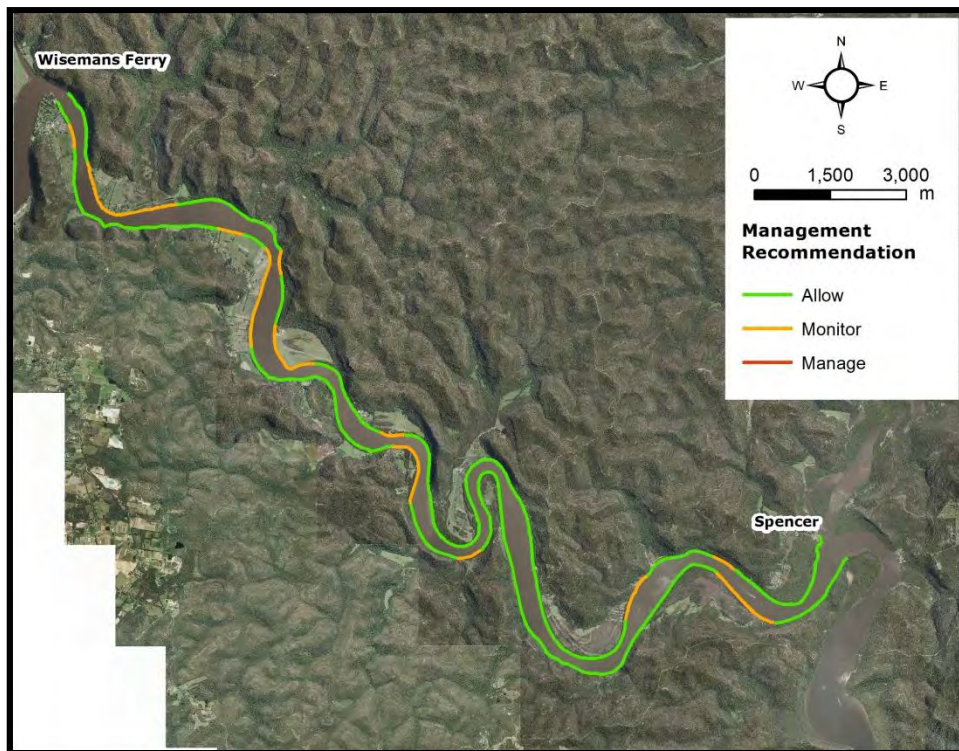 Wisemans Ferry
N
W E
S
0 1,500 3,000
m
Management
Recommendation
Allow
Monitor
Manage
Spencer